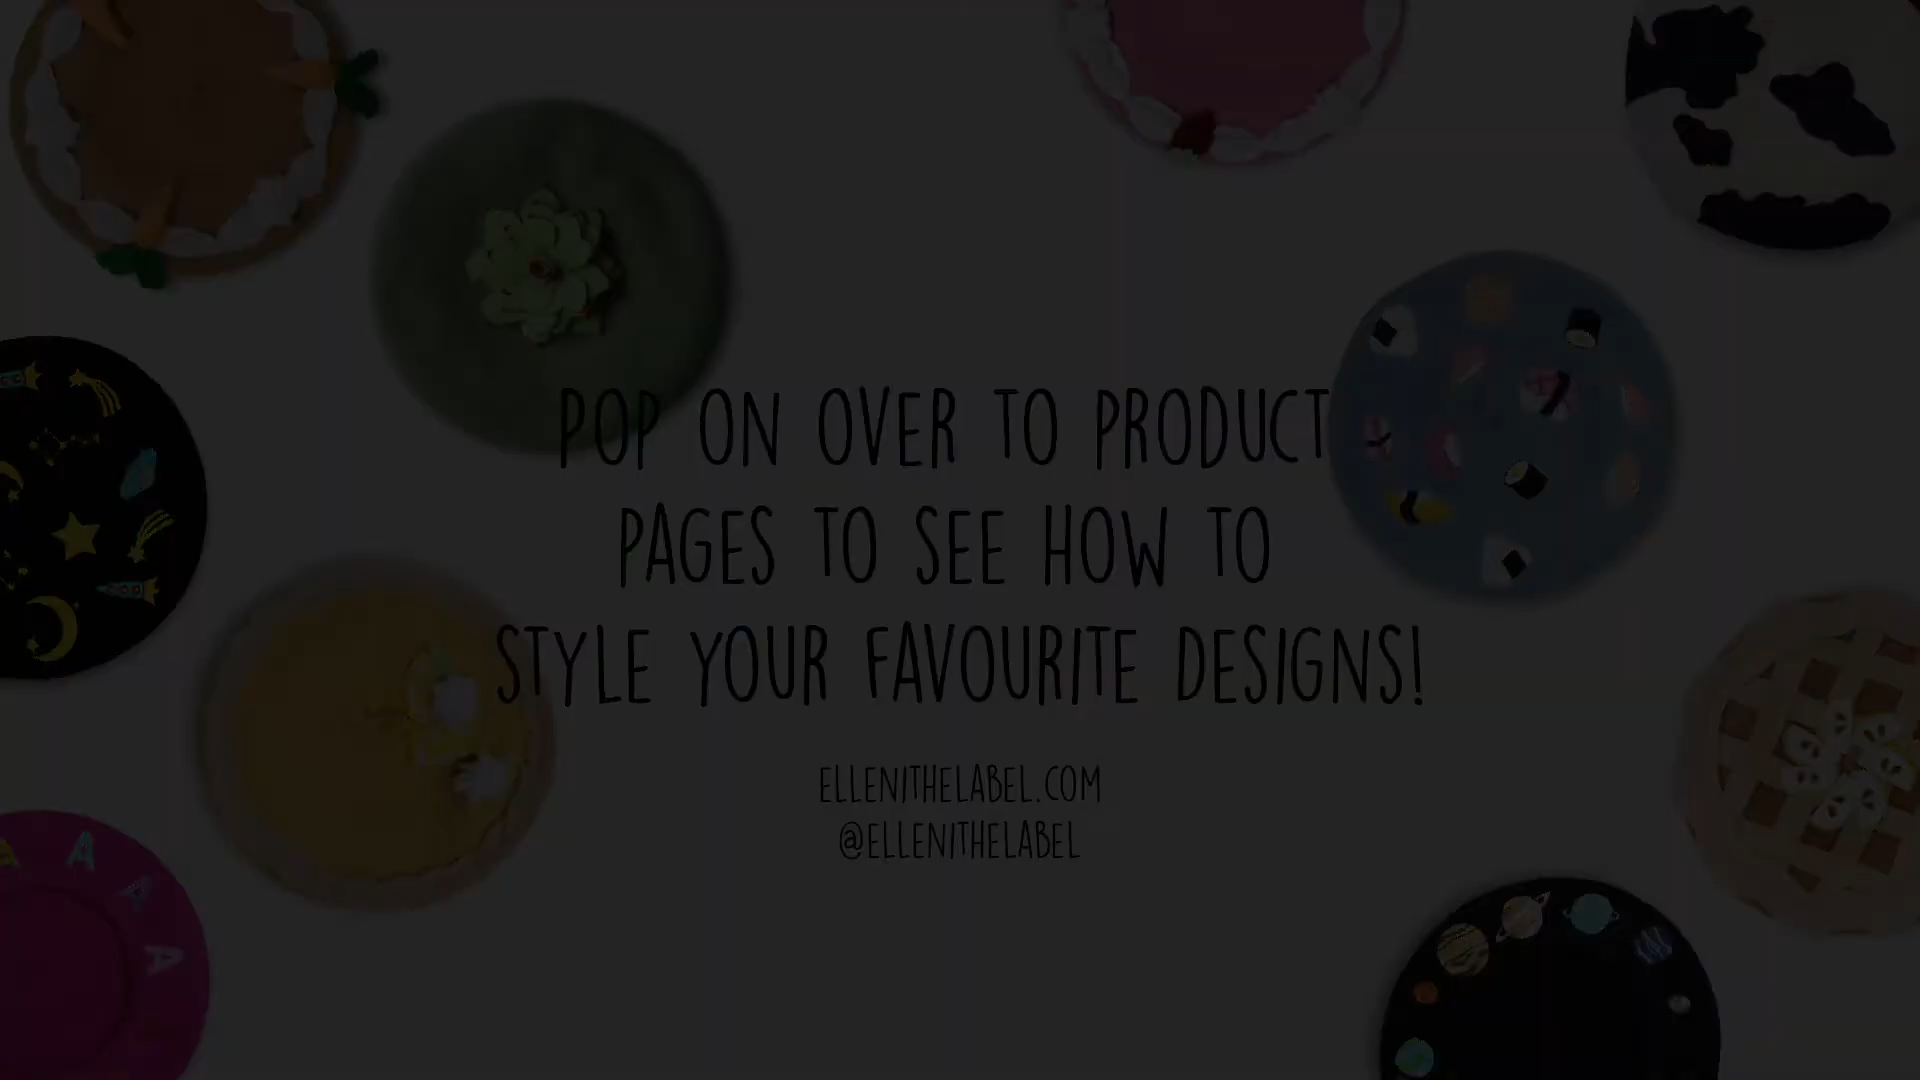 POP ON OVER TO PRODUCT
PAGES TO SEE HOW TO
STYLE YOUR FAVOURITE DESIGNS!
ELLENITHELABEL.COM
@ELLENITHELABEL
A
A
A